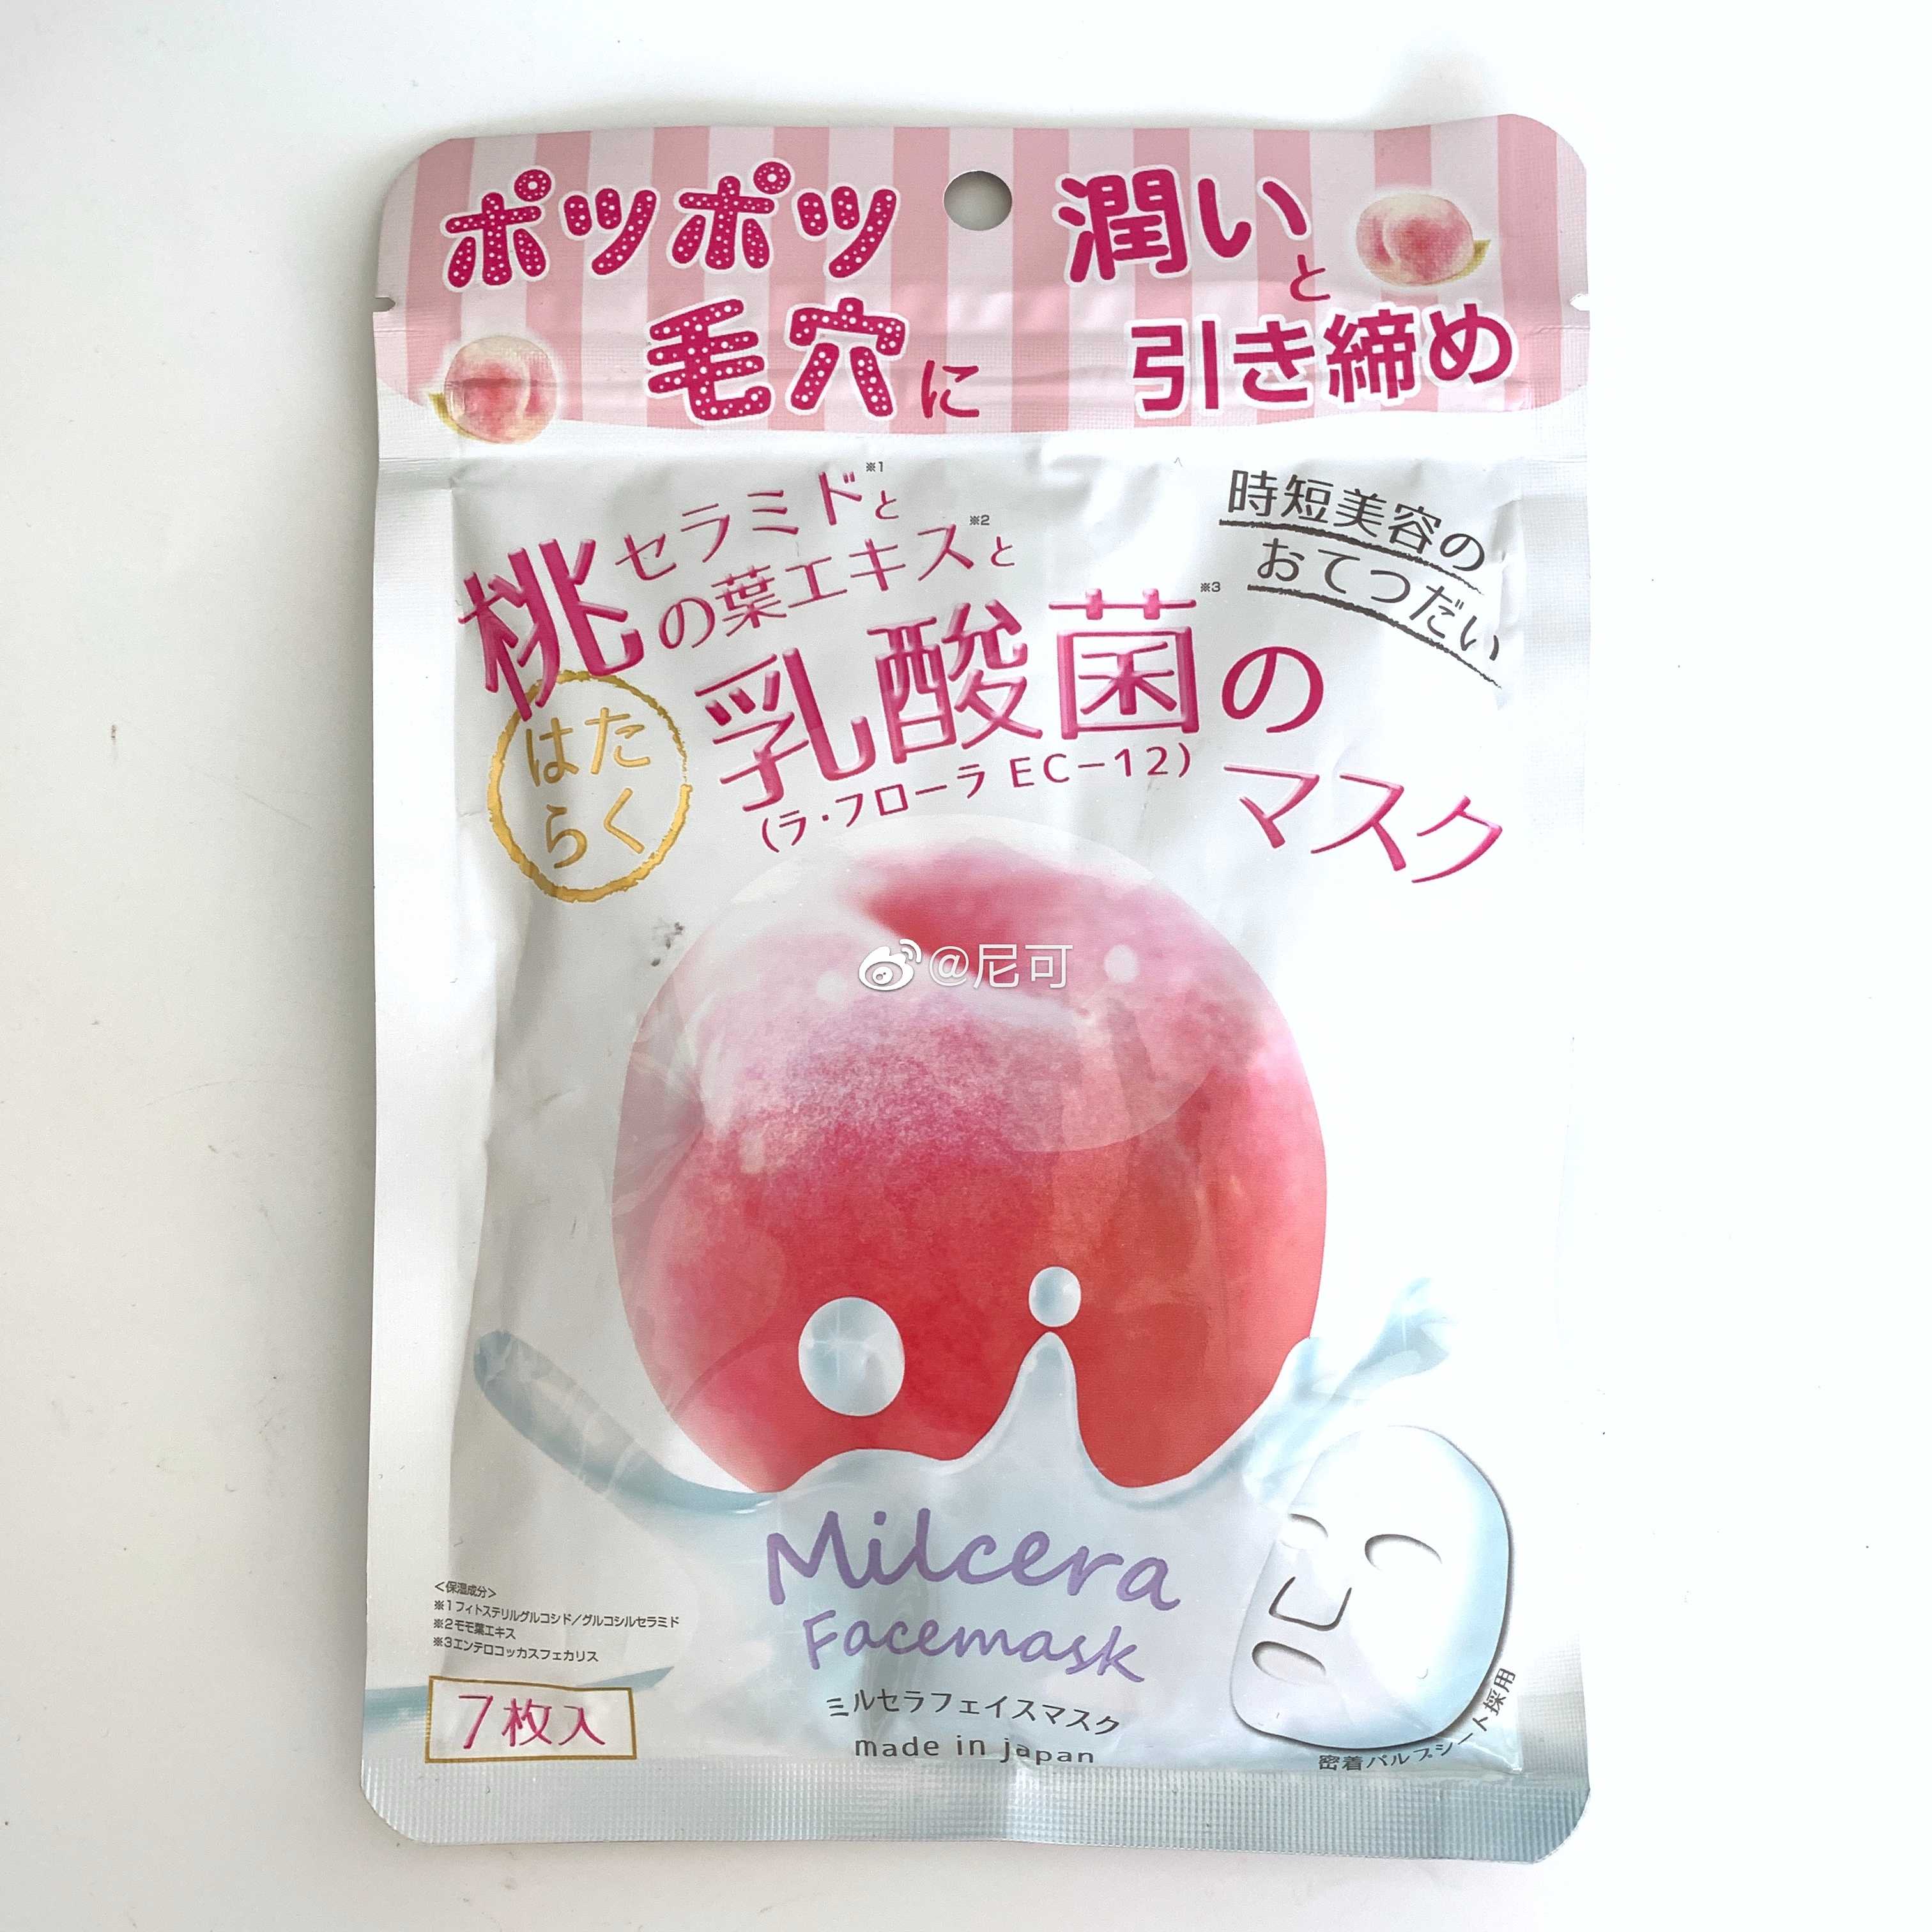 ポツポツ
毛穴に
潤いと
引き締め
セラミド※1と
桃の葉エキス※2と
はたらく
乳酸菌※3の
(ラ・フローラ EC−12)
マスク
時短美容の
おてつだい
@尼可
Milcera
Facemask
ミルセラフェイスマスク
made in japan
<保湿成分>
※1フィトステリルグルコシド/グルコシルセラミド
※2モモ葉エキス
※3エンテロコッカスフェカリス
7枚入
密着パルプシート採用